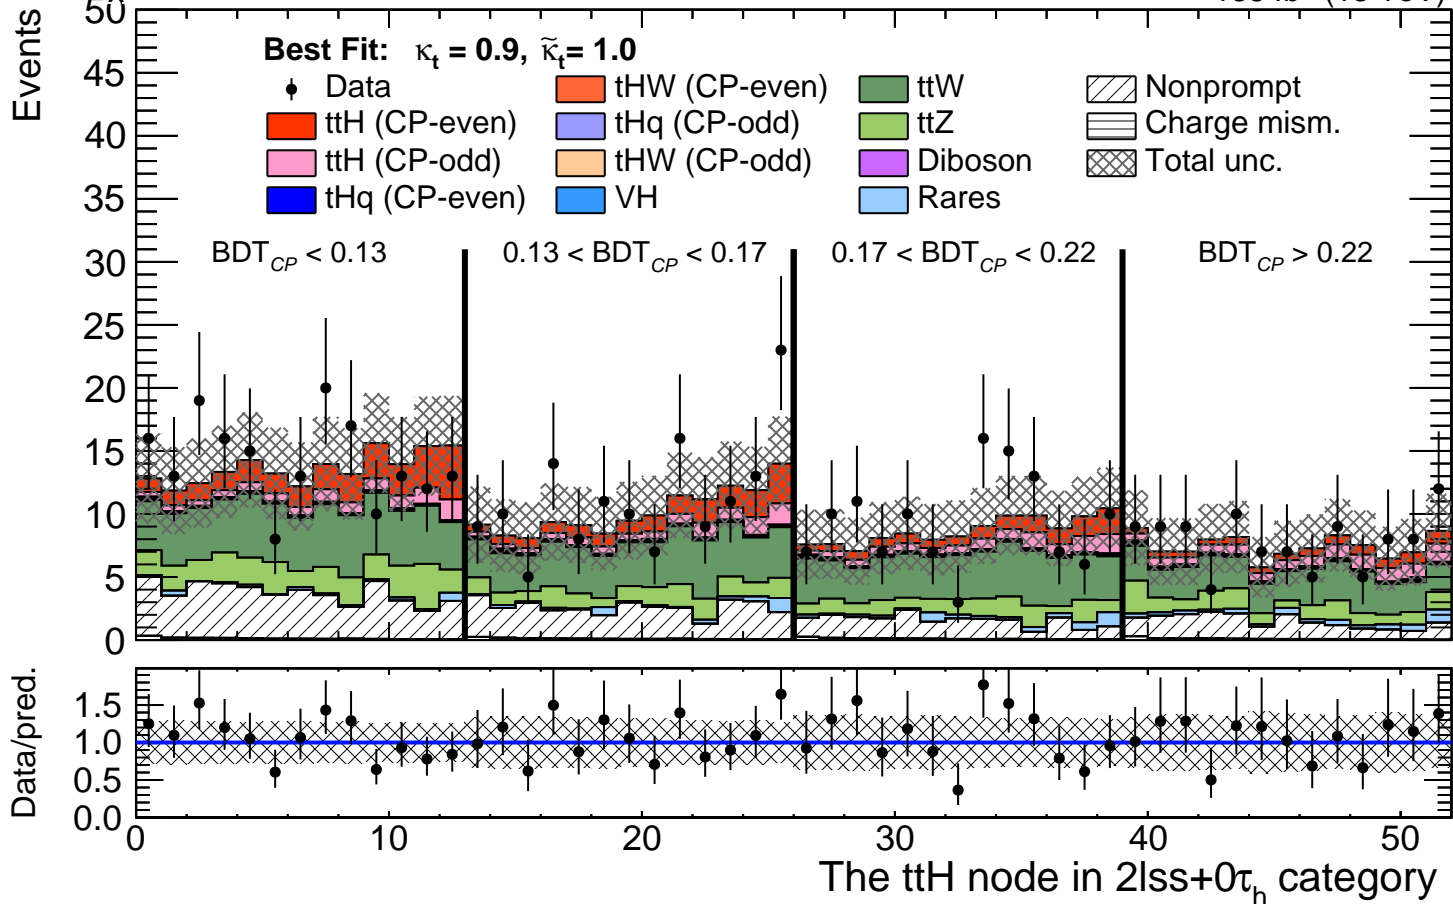 Events
50
45
40
35
30
25
20
15
10
5
0
Best Fit: κt = 0.9, κ̃t= 1.0
Data
ttH (CP-even)
ttH (CP-odd)
tHq (CP-even)
tHW (CP-even)
tHq (CP-odd)
tHW (CP-odd)
VH
ttW
ttZ
Diboson
Rares
Nonprompt
Charge mism.
Total unc.
BDTCP < 0.13
0.13 < BDTCP < 0.17
0.17 < BDTCP < 0.22
BDTCP > 0.22
Data/pred.
1.5
1.0
0.5
0.0
0 10 20 30 40 50
The ttH node in 2lss+0τh category